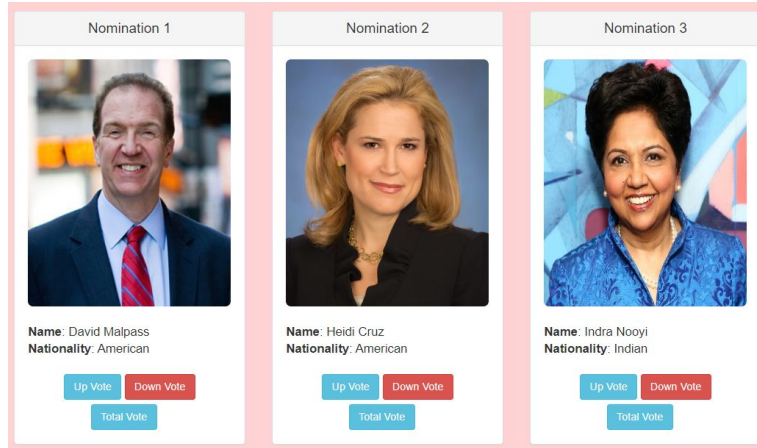 Nomination 1
Name: David Malpass
Nationality: American
Up Vote
Down Vote
Total Vote
Nomination 2
Name: Heidi Cruz
Nationality: American
Up Vote
Down Vote
Total Vote
Nomination 3
Name: Indra Nooyi
Nationality: Indian
Up Vote
Down Vote
Total Vote